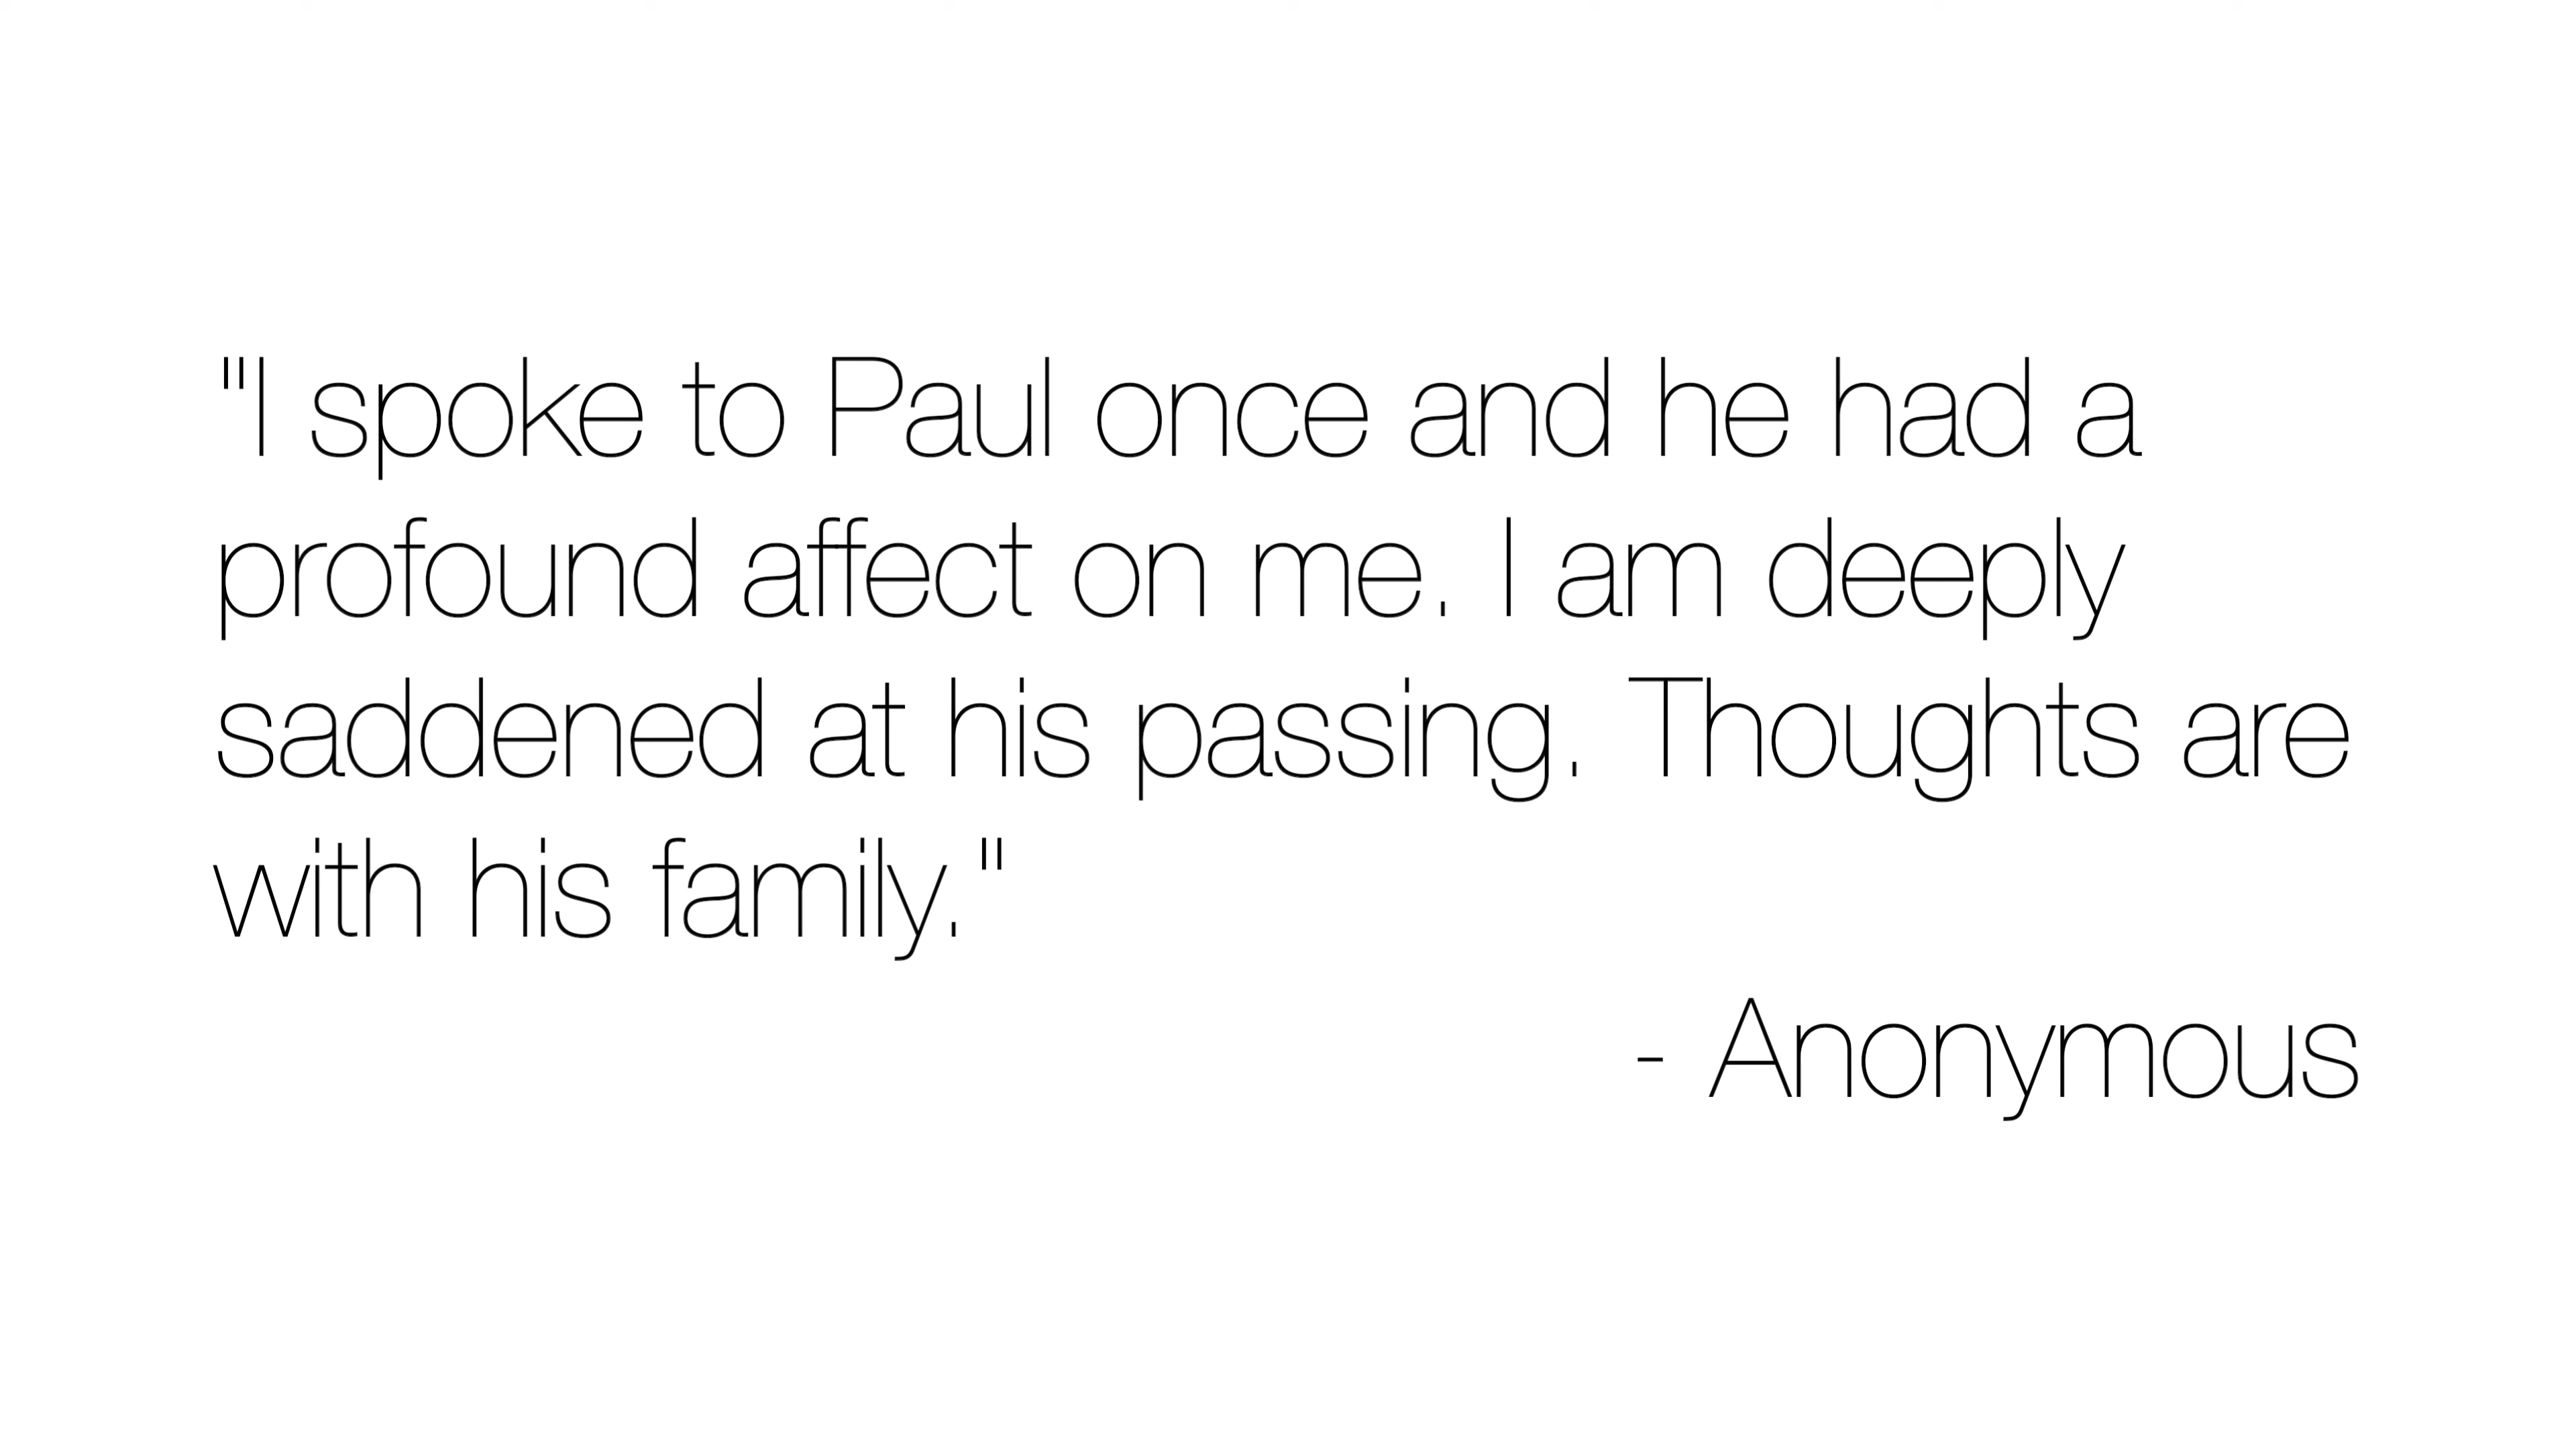 "I spoke to Paul once and he had a
profound affect on me. I am deeply
saddened at his passing. Thoughts are
with his family."
- Anonymous